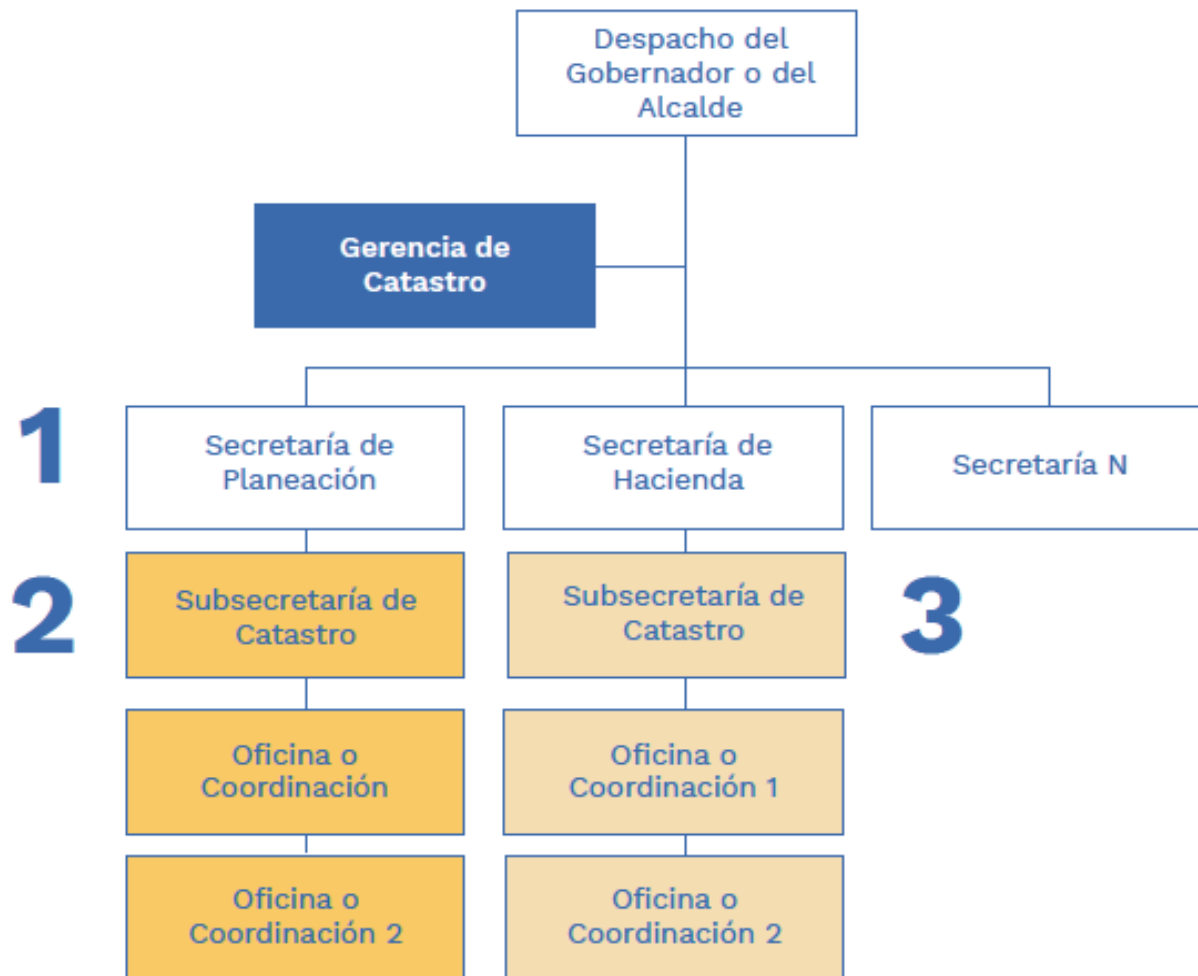 Despacho del
Gobernador o del
Alcalde
Gerencia de
Catastro
1
Secretaría de
Planeación
Secretaría de
Hacienda
Secretaría N
2
Subsecretaría de
Catastro
Subsecretaría de
Catastro
3
Oficina o
Coordinación
Oficina o
Coordinación 1
Oficina o
Coordinación 2
Oficina o
Coordinación 2